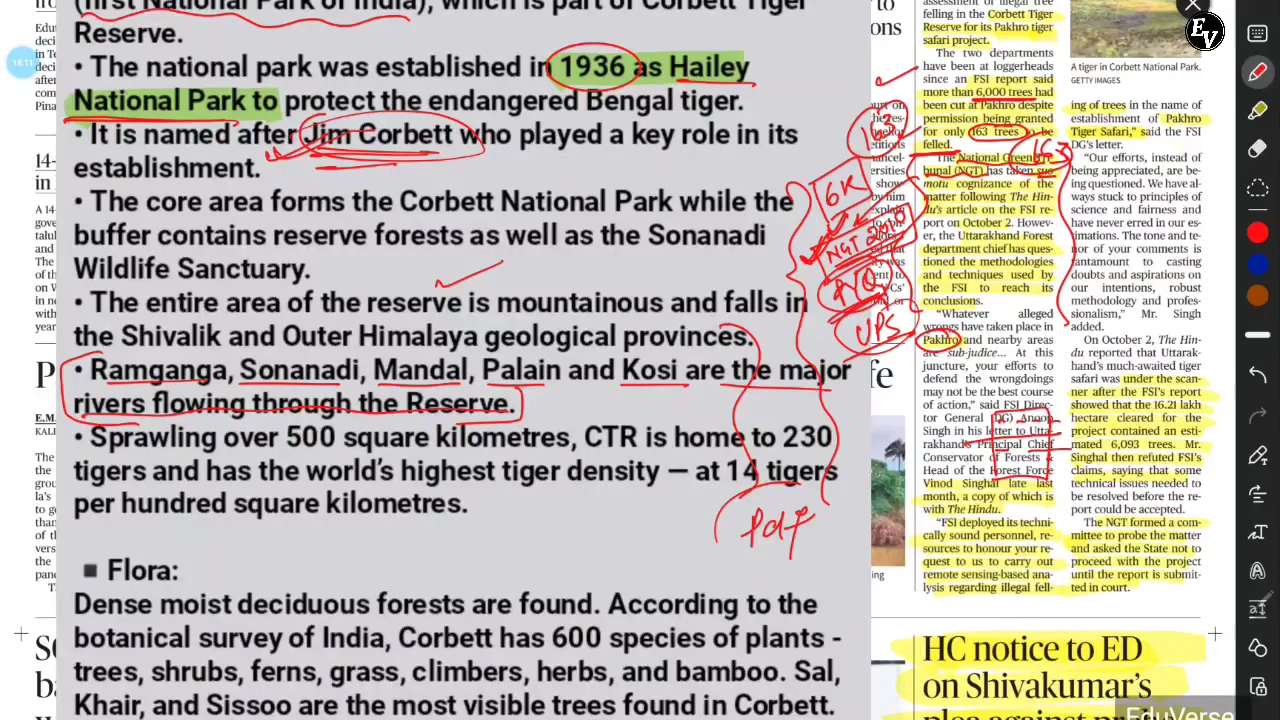 (first National Park of India), which is part of Corbett Tiger
Reserve.
• The national park was established in 1936 as Hailey
National Park to protect the endangered Bengal tiger.
• It is named after Jim Corbett who played a key role in its
establishment.
• The core area forms the Corbett National Park while the
buffer contains reserve forests as well as the Sonanadi
Wildlife Sanctuary.
• The entire area of the reserve is mountainous and falls in
the Shivalik and Outer Himalaya geological provinces.
• Ramganga, Sonanadi, Mandal, Palain and Kosi are the major
rivers flowing through the Reserve.
• Sprawling over 500 square kilometres, CTR is home to 230
tigers and has the world's highest tiger density — at 14 tigers
per hundred square kilometres.
▪ Flora:
Dense moist deciduous forests are found. According to the
botanical survey of India, Corbett has 600 species of plants -
trees, shrubs, ferns, grass, climbers, herbs, and bamboo. Sal,
Khair, and Sissoo are the most visible trees found in Corbett.
163
6K
NGT 2010
PYQ
UPS
pdf
163
assessment of illegal tree
felling in the Corbett Tiger
Reserve for its Pakhro tiger
safari project.
The two departments
have been at loggerheads
since an FSI report said
more than 6,000 trees had
been cut at Pakhro despite
permission being granted
for only 163 trees to be
felled.
The National Green
bunal (NGT) has taken suo
motu cognizance of the
matter following The Hin-
du's article on the FSI re-
port on October 2. Howev-
er, the Uttarakhand Forest
department chief has ques-
tioned the methodologies
and techniques used by
the FSI to reach its
conclusions.
"Whatever alleged
wrongs have taken place in
Pakhro and nearby areas
are sub-judice... At this
juncture, your efforts to
defend the wrongdoings
may not be the best course
of action," said FSI Direc-
tor General (DG) Anoop
Singh in his letter to Utta-
rakhand's Principal Chief
Conservator of Forests &
Head of the Forest Force
Vinod Singhal late last
month, a copy of which is
with The Hindu.
"FSI deployed its techni-
cally sound personnel, re-
sources to honour your re-
quest to us to carry out
remote sensing-based ana-
lysis regarding illegal fell-
A tiger in Corbett National Park.
GETTY IMAGES
ing of trees in the name of
establishment of Pakhro
Tiger Safari," said the FSI
DG's letter.
"Our efforts, instead of
being appreciated, are be-
ing questioned. We have al-
ways stuck to principles of
science and fairness and
have never erred in our es-
timations. The tone and te-
nor of your comments is
tantamount to casting
doubts and aspirations on
our intentions, robust
methodology and profes-
sionalism," Mr. Singh
added.
On October 2, The Hin-
du reported that Uttarak-
hand's much-awaited tiger
safari was under the scan-
ner after the FSI's report
showed that the 16.21 lakh
hectare cleared for the
project contained an esti-
mated 6,093 trees. Mr.
Singhal then refuted FSI's
claims, saying that some
technical issues needed to
be resolved before the re-
port could be accepted.
The NGT formed a com-
mittee to probe the matter
and asked the State not to
proceed with the project
until the report is submit-
ted in court.
HC notice to ED
on Shivakumar's
EduVerse
EV
16:11